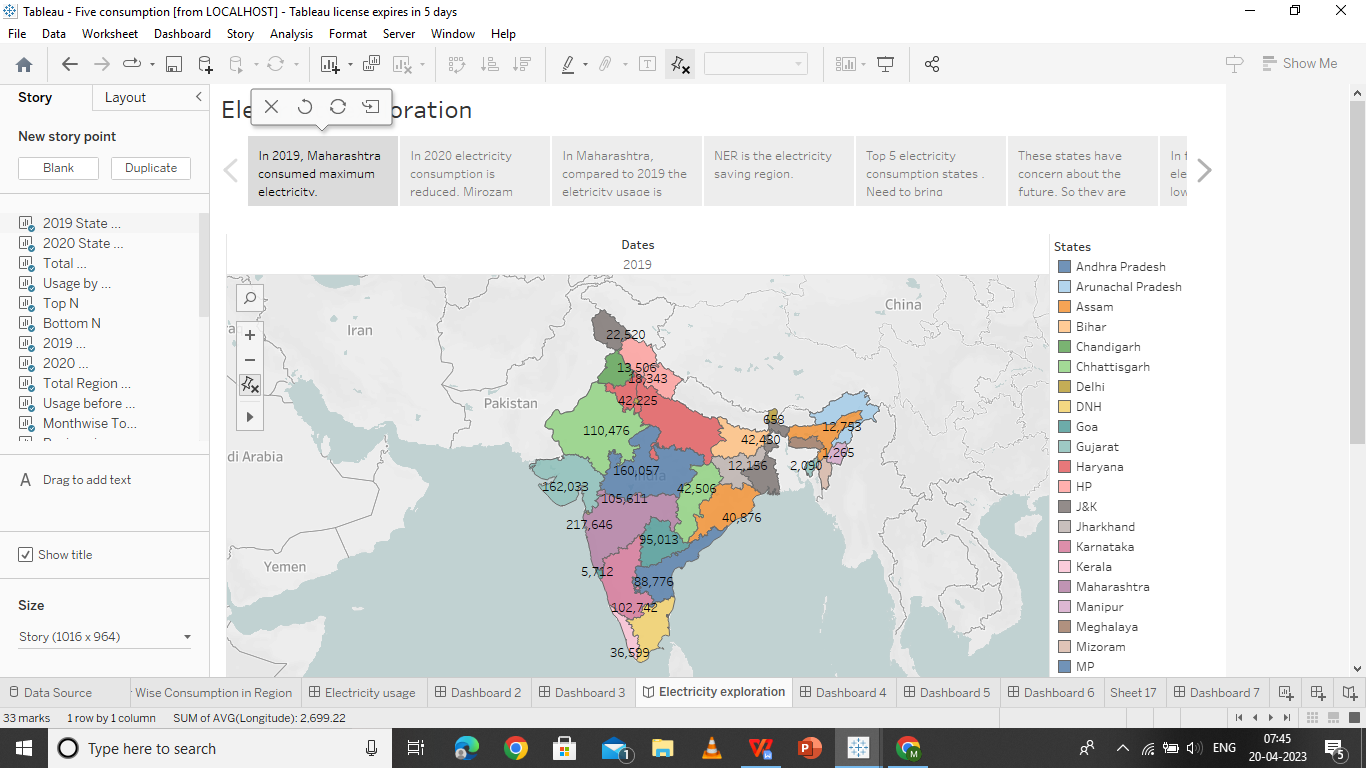 Tableau - Five consumption [from LOCALHOST] - Tableau license expires in 5 days
File Data Worksheet Dashboard Story Analysis Format Server Window Help
Show Me
Story Layout
New story point
Blank Duplicate
2019 State ...
2020 State ...
Total ...
Usage by ...
Top N
Bottom N
2019 ...
2020 ...
Total Region ...
Usage before ...
Monthwise To...
A Drag to add text
Show title
Size
Story (1016 x 964)
In 2019, Maharashtra
consumed maximum
electricity.
In 2020 electricity
consumption is
reduced. Mirozam
In Maharashtra,
compared to 2019 the
eletricity usage is
NER is the electricity
saving region.
Top 5 electricity
consumption states .
Need to bring
These states have
concern about the
future. So they are
Dates
2019
Iran
China
Pakistan
Yemen
India
22,520
13,506
18,343
42,225
110,476
658
12,753
42,430
1,265
12,156
2,090
160,057
162,033
42,506
105,611
40,876
217,646
95,013
5,712
88,776
102,742
36,599
States
Andhra Pradesh
Arunachal Pradesh
Assam
Bihar
Chandigarh
Chhattisgarh
Delhi
DNH
Goa
Gujarat
Haryana
HP
J&K
Jharkhand
Karnataka
Kerala
Maharashtra
Manipur
Meghalaya
Mizoram
MP
Data Source Wise Consumption in Region Electricity usage Dashboard 2 Dashboard 3 Electricity exploration Dashboard 4 Dashboard 5 Dashboard 6 Sheet 17 Dashboard 7
33 marks 1 row by 1 column SUM of AVG(Longitude): 2,699.22
Type here to search
1
ENG
07:45
20-04-2023
5